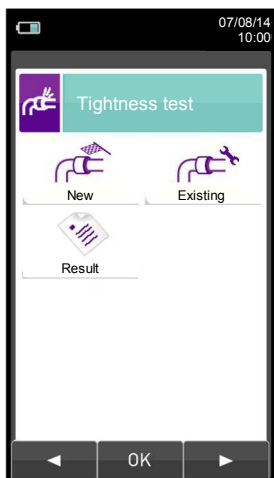 07/08/14
10:00
Tightness test
New
Existing
Result
OK